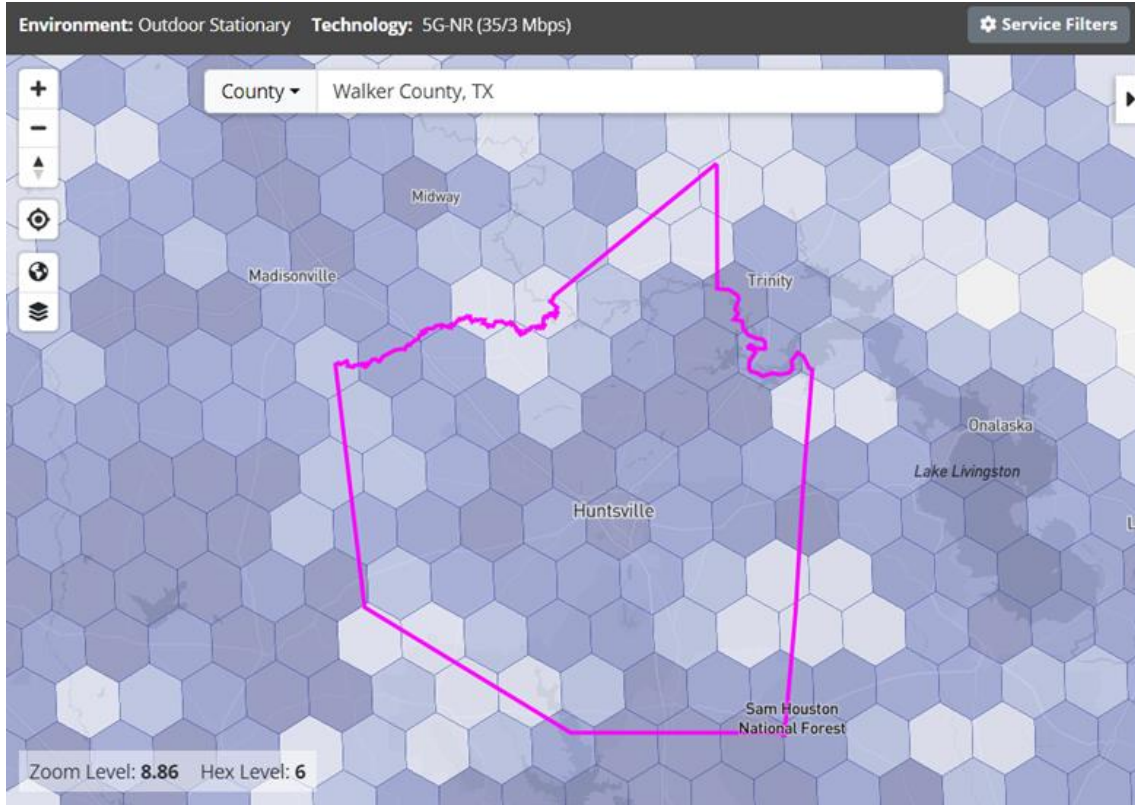 Environment: Outdoor Stationary Technology: 5G-NR (35/3 Mbps)
Service Filters
County
Walker County, TX
Midway
Madisonville
Trinity
Onalaska
Lake Livingston
Huntsville
L
Sam Houston
National Forest
Zoom Level: 8.86 Hex Level: 6